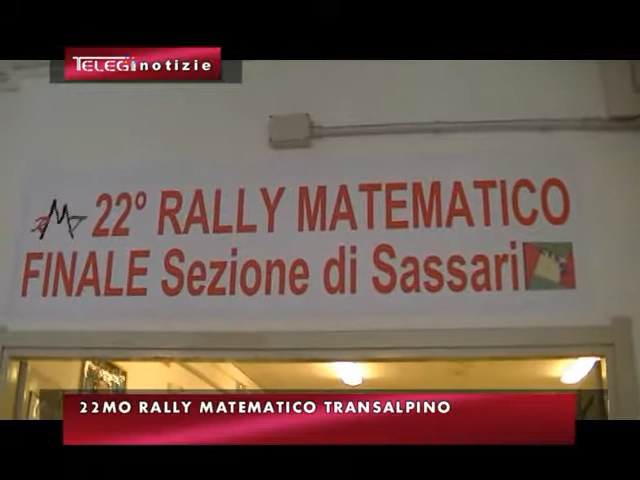 TELEGinotizie
22° RALLY MATEMATICO
FINALE Sezione di Sassari
22MO RALLY MATEMATICO TRANSALPINO